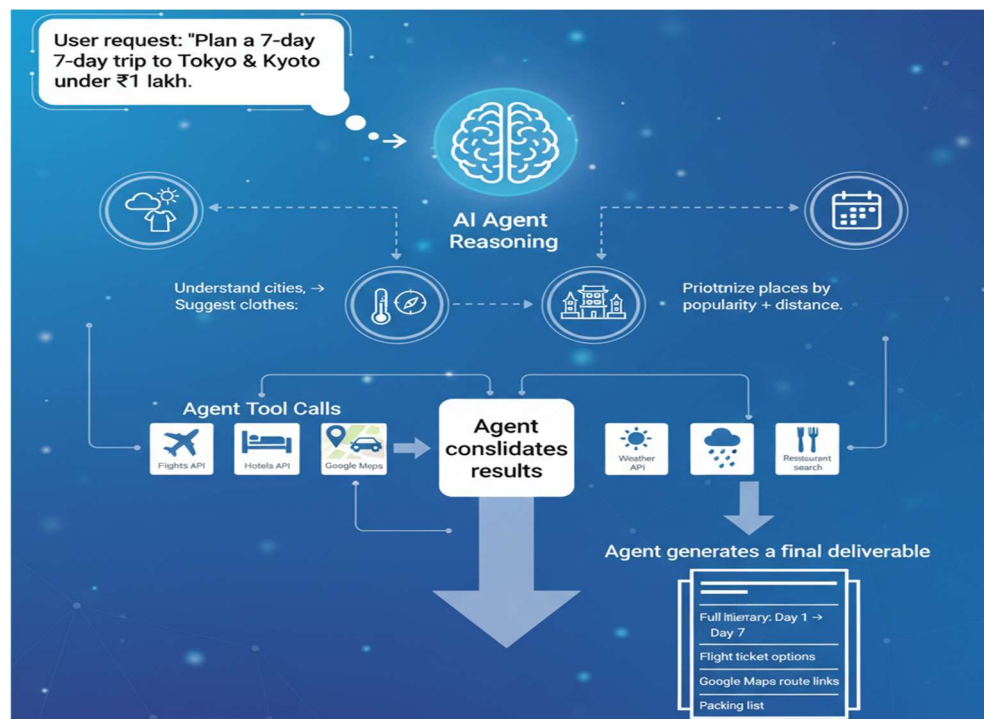 User request: "Plan a 7-day
7-day trip to Tokyo & Kyoto
under ₹1 lakh.
AI Agent
Reasoning
Understand cities, →
Suggest clothes:
Priottnize places by
popularity + distance.
Agent Tool Calls
Flights API
Hotels API
Google Meps
Agent
conslidates
results
Weather
API
Resstaurant
search
Agent generates a final deliverable
Full Itierary: Day 1 →
Day 7
Flight ticket options
Google Maps route links
Packing list